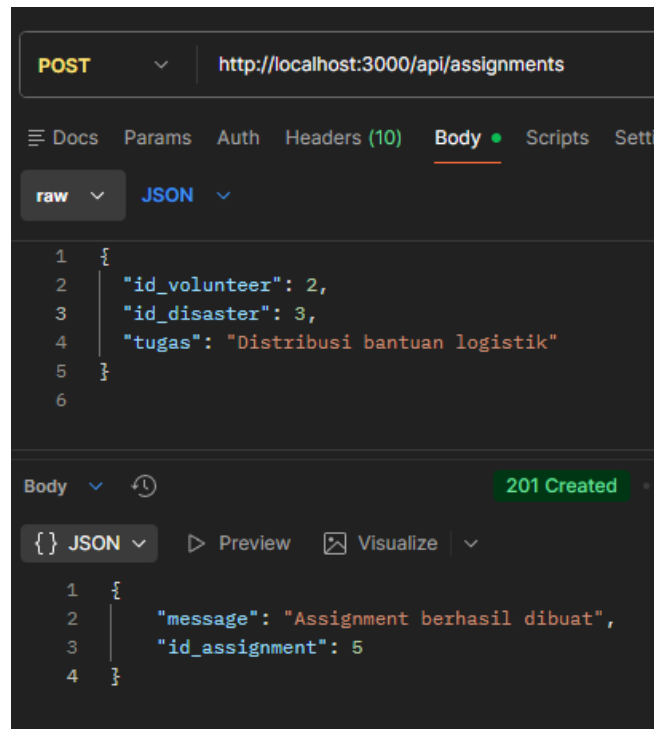 POST http://localhost:3000/api/assignments
Docs Params Auth Headers (10) Body Scripts Setti
raw JSON
1 {
2 "id_volunteer": 2,
3 "id_disaster": 3,
4 "tugas": "Distribusi bantuan logistik"
5 }
6
Body 201 Created
{} JSON Preview Visualize
1 {
2 "message": "Assignment berhasil dibuat",
3 "id_assignment": 5
4 }